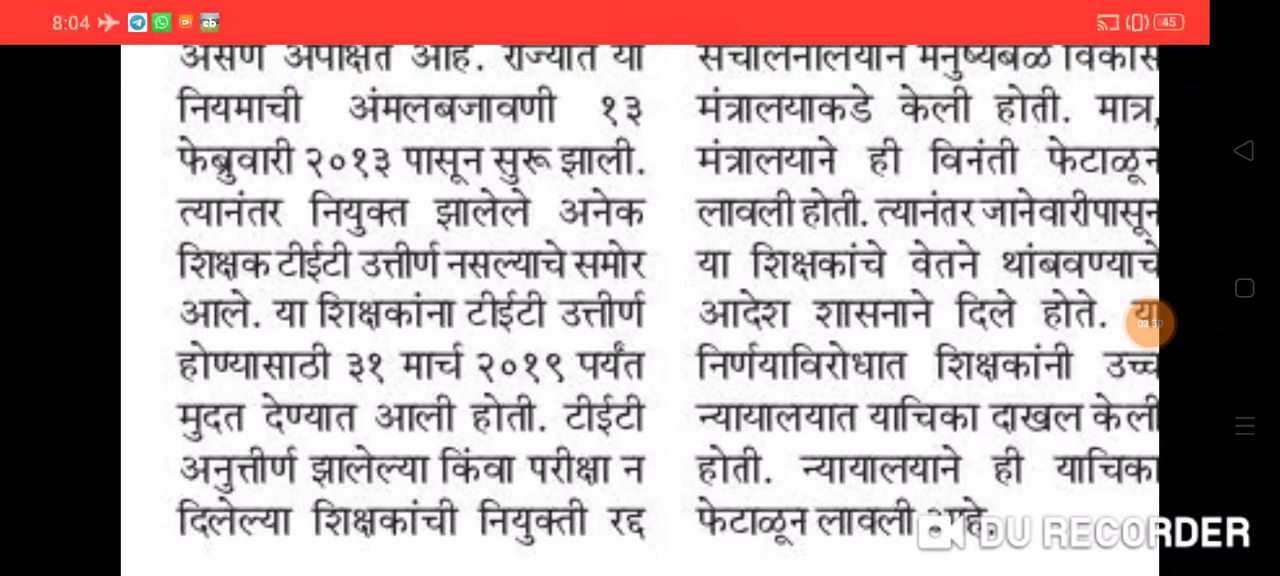 8:04
45
असणे अपेक्षित आहे. राज्यात या
नियमाची अंमलबजावणी १३
फेब्रुवारी २०१३ पासून सुरू झाली.
त्यानंतर नियुक्त झालेले अनेक
शिक्षक टीईटी उत्तीर्ण नसल्याचे समोर
आले. या शिक्षकांना टीईटी उत्तीर्ण
होण्यासाठी ३१ मार्च २०१९ पर्यंत
मुदत देण्यात आली होती. टीईटी
अनुत्तीर्ण झालेल्या किंवा परीक्षा न
दिलेल्या शिक्षकांची नियुक्ती रद्द
संचालनालयाने मनुष्यबळ विकास
मंत्रालयाकडे केली होती. मात्र,
मंत्रालयाने ही विनंती फेटाळून
लावली होती. त्यानंतर जानेवारीपासून
या शिक्षकांचे वेतने थांबवण्याचे
आदेश शासनाने दिले होते. या
निर्णयाविरोधात शिक्षकांनी उच्च
न्यायालयात याचिका दाखल केली
होती. न्यायालयाने ही याचिका
फेटाळून लावली आहे.
DU RECORDER